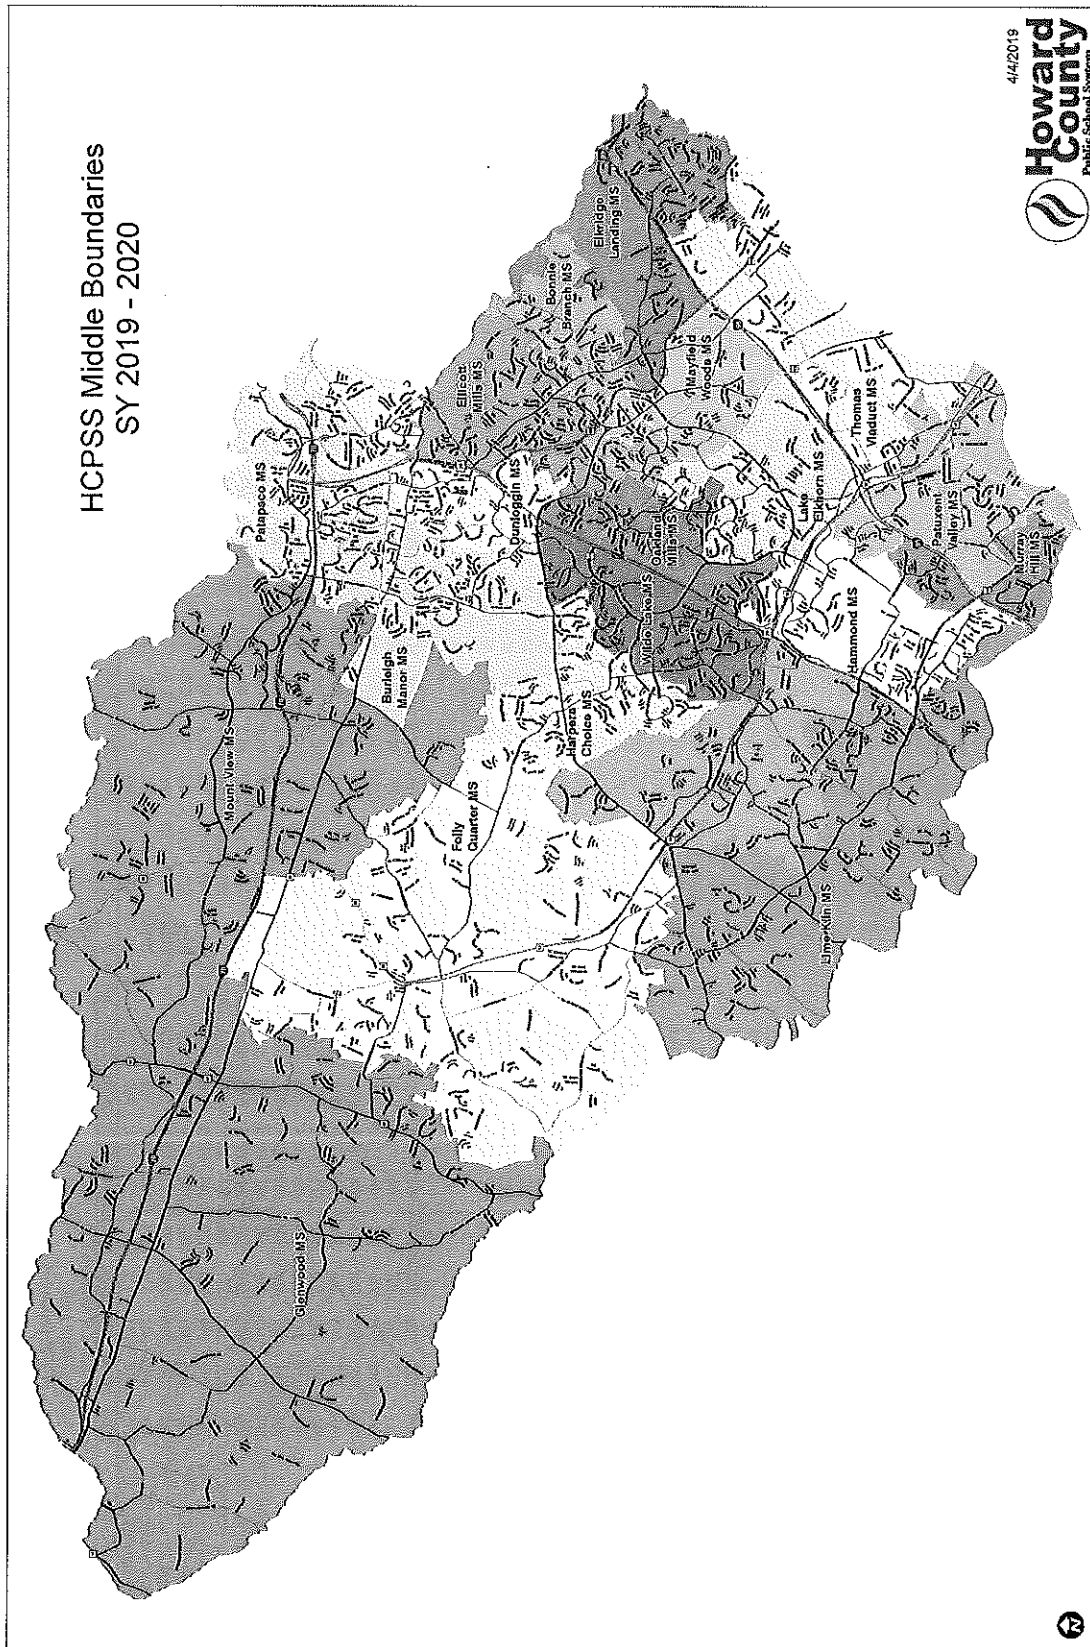 HCPSS Middle Boundaries
SY 2019 - 2020
Patapsco MS
Mount View MS
Burleigh
Manor MS
Ellicott
Mills MS
Dunloggin MS
Bonnie
Branch MS
Elkridge
Landing MS
Glenwood MS
Folly
Quarter MS
Harpers
Choice MS
Wilde Lake MS
Oakland
Mills MS
Mayfield
Woods MS
Lake
Elkhorn MS
Thomas
Viaduct MS
Hammond MS
Patuxent
Valley MS
Murray
Hill MS
Lime Kiln MS
4/4/2019
Howard
County
Public School System
N